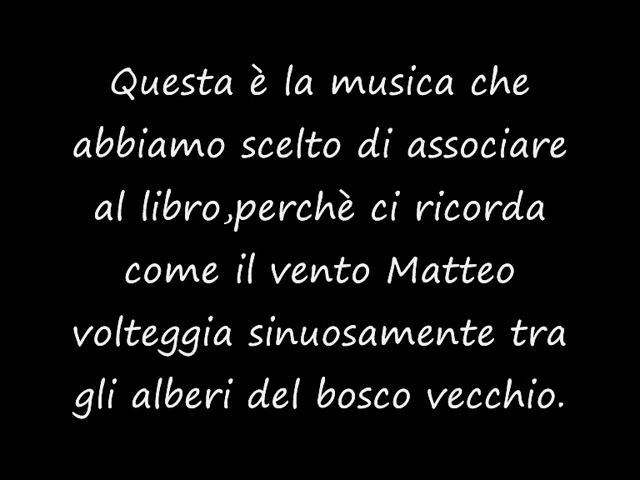 Questa è la musica che
abbiamo scelto di associare
al libro,perchè ci ricorda
come il vento Matteo
volteggia sinuosamente tra
gli alberi del bosco vecchio.